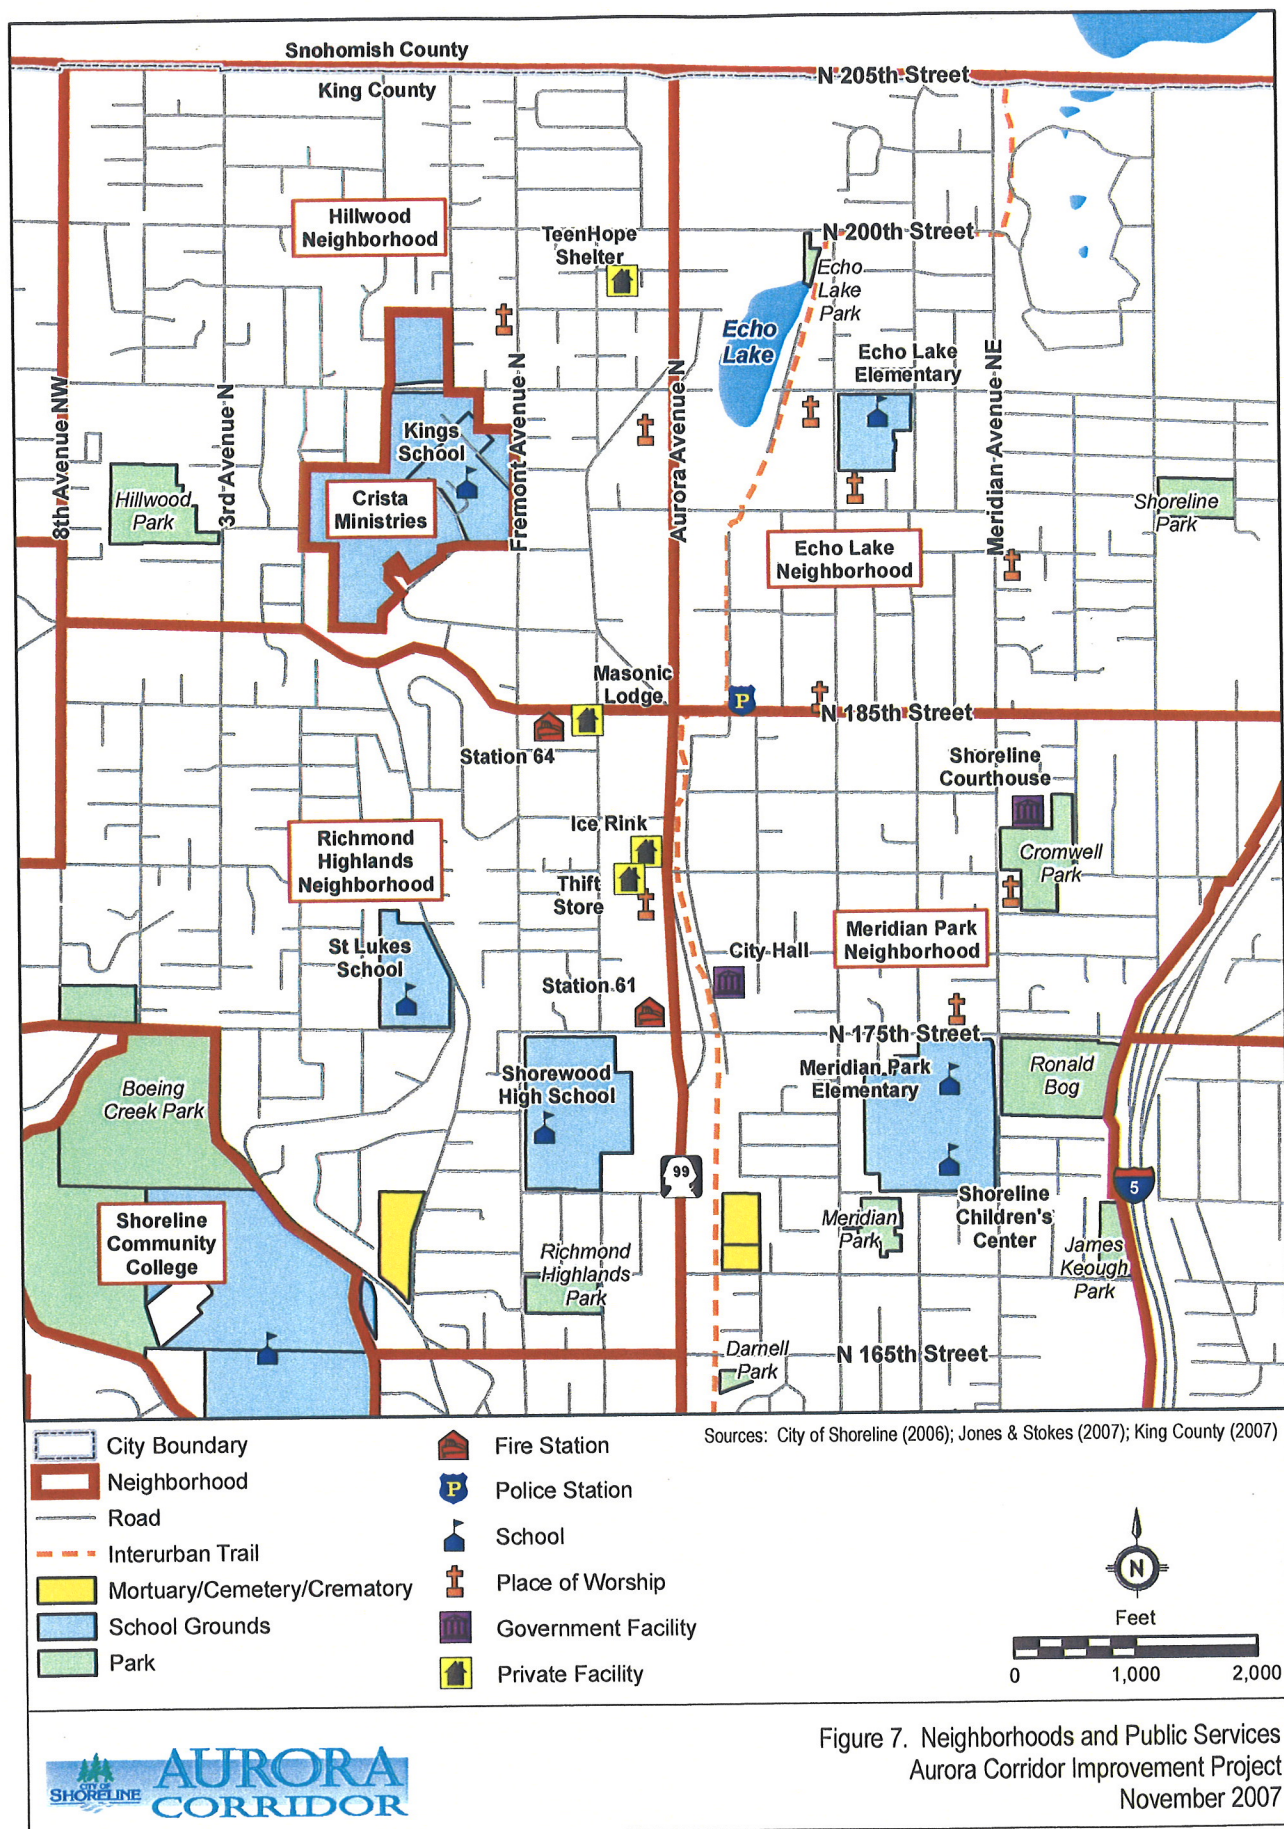 Snohomish County
King County
N 205th Street
Hillwood
Neighborhood
TeenHope
Shelter
N 200th Street
Echo
Lake
Park
Echo
Lake
Echo Lake
Elementary
8th Avenue NW
3rd Avenue N
Fremont Avenue N
Aurora Avenue N
Meridian Avenue NE
Kings
School
Crista
Ministries
Hillwood
Park
Shoreline
Park
Echo Lake
Neighborhood
Masonic
Lodge
P
N 185th Street
Station 64
Shoreline
Courthouse
Ice Rink
Richmond
Highlands
Neighborhood
Thift
Store
Cromwell
Park
St Lukes
School
City Hall
Meridian Park
Neighborhood
Station 61
N 175th Street
Boeing
Creek Park
Shorewood
High School
Meridian Park
Elementary
Ronald
Bog
99
5
Shoreline
Community
College
Richmond
Highlands
Park
Meridian
Park
Shoreline
Children's
Center
James
Keough
Park
Darnell
Park
N 165th Street
Sources: City of Shoreline (2006); Jones & Stokes (2007); King County (2007)
City Boundary
Neighborhood
Road
Interurban Trail
Mortuary/Cemetery/Crematory
School Grounds
Park
Fire Station
P
Police Station
School
Place of Worship
Government Facility
Private Facility
N
Feet
0 1,000 2,000
CITY OF
SHORELINE
AURORA
CORRIDOR
Figure 7. Neighborhoods and Public Services
Aurora Corridor Improvement Project
November 2007